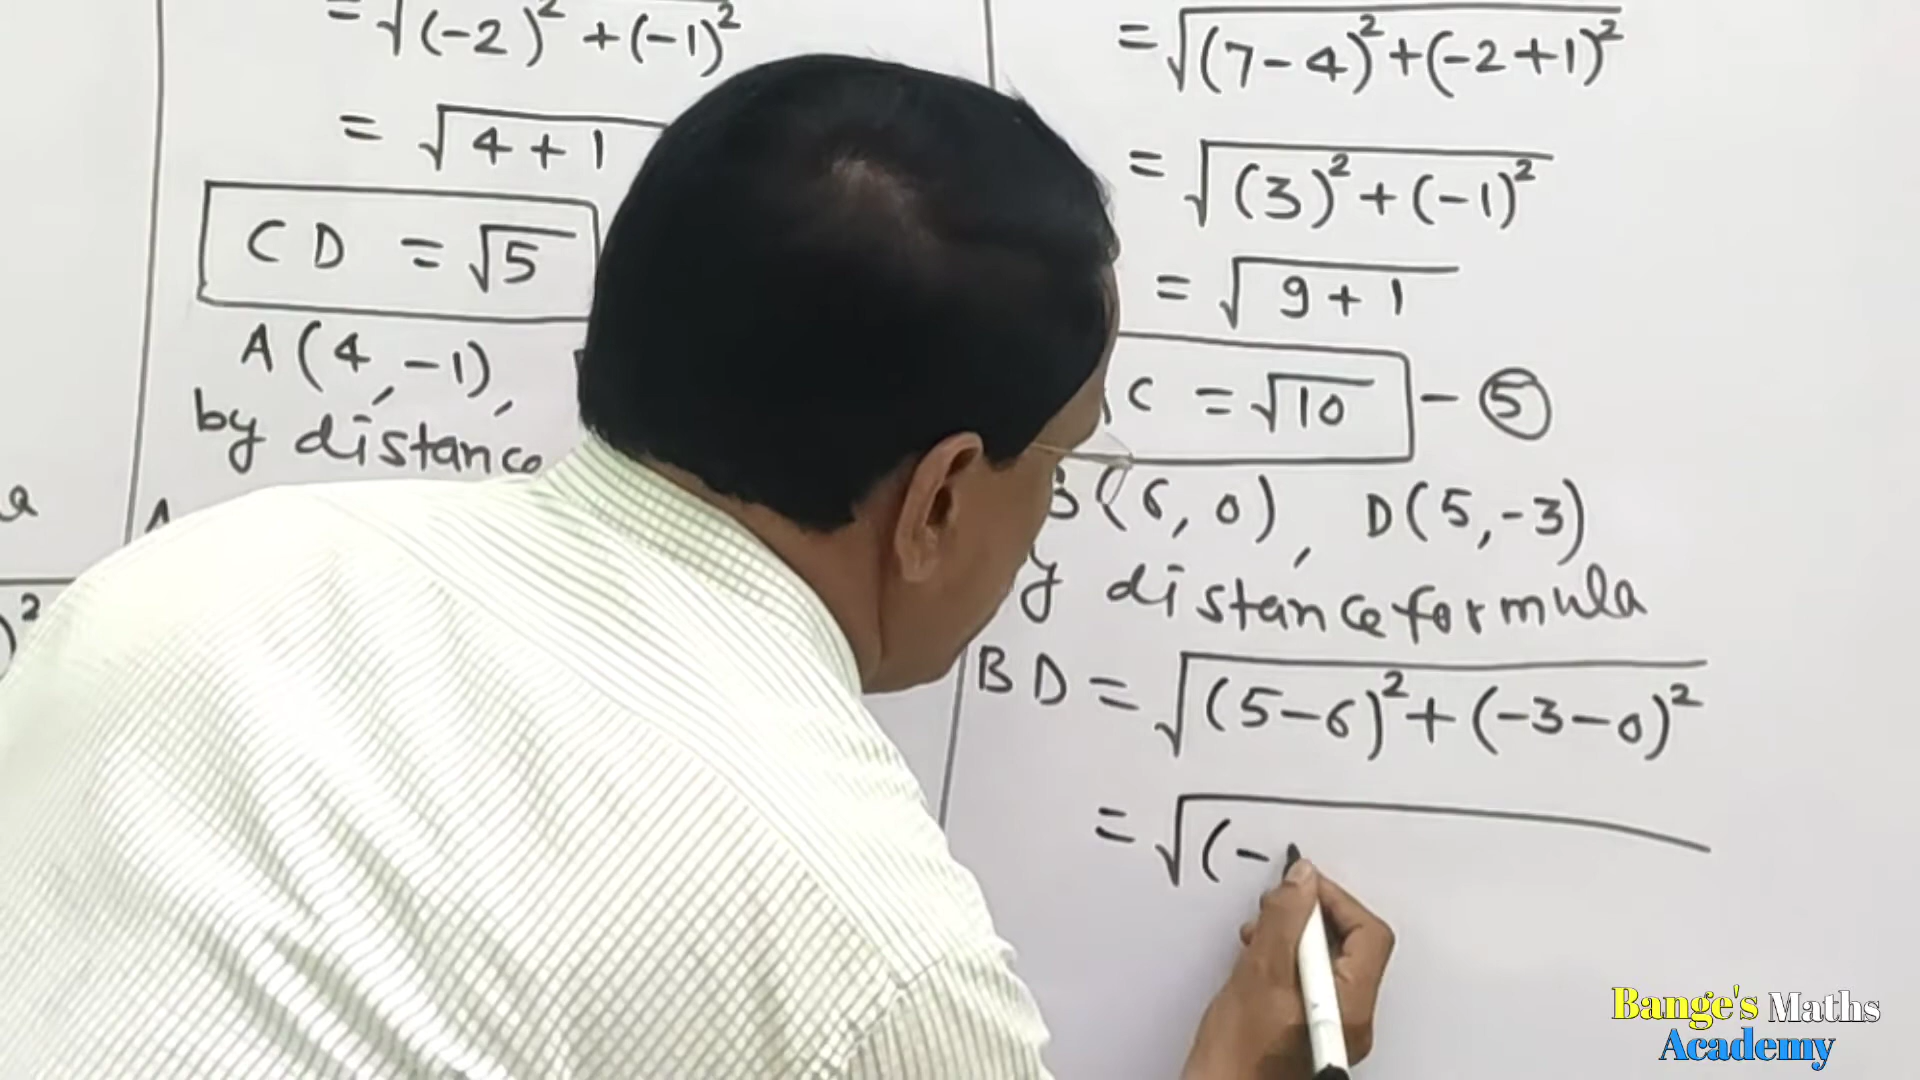 = √(-2)² + (-1)²
= √4 + 1
CD = √5
A(4, -1),
by distance
a
)²
= √(7-4)² + (-2+1)²
= √(3)² + (-1)²
= √9 + 1
C = √10 - ⑤
B(6, 0), D(5, -3)
y distance formula
BD = √(5-6)² + (-3-0)²
= √(-
Bange's Maths
Academy